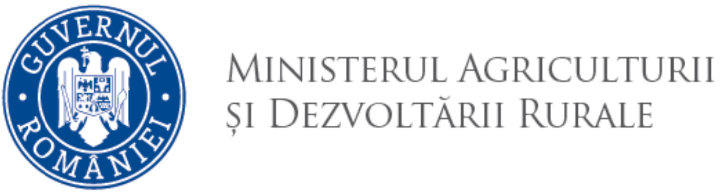 GUVERNUL
ROMÂNIEI
MINISTERUL AGRICULTURII
ȘI DEZVOLTĂRII RURALE